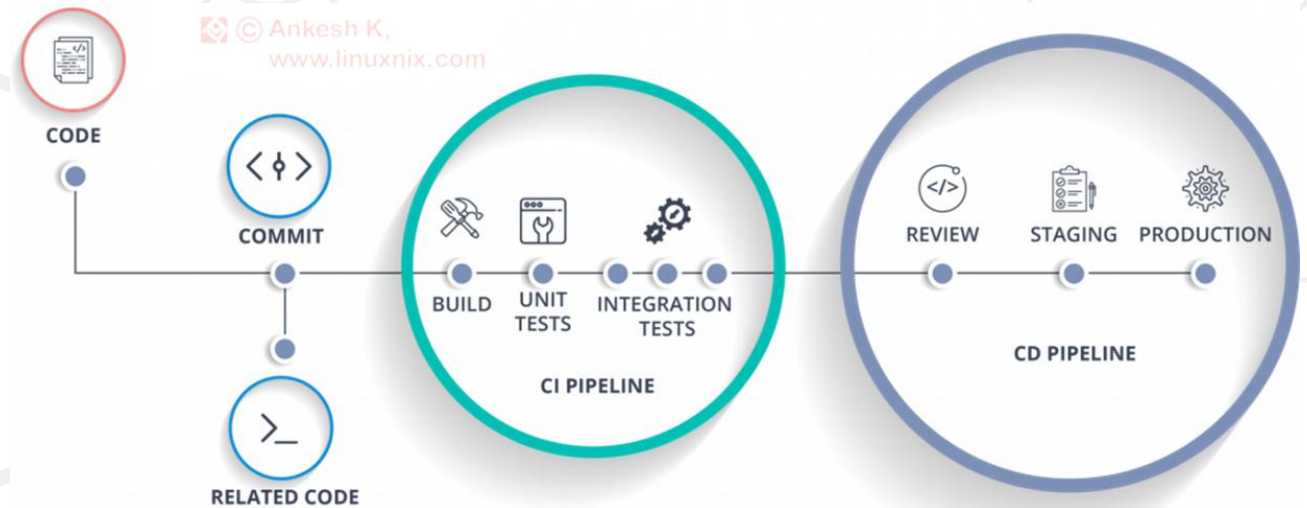 © Ankesh K,
www.linuxnix.com
CODE
COMMIT
RELATED CODE
BUILD
UNIT
TESTS
INTEGRATION
TESTS
CI PIPELINE
REVIEW
STAGING
PRODUCTION
CD PIPELINE